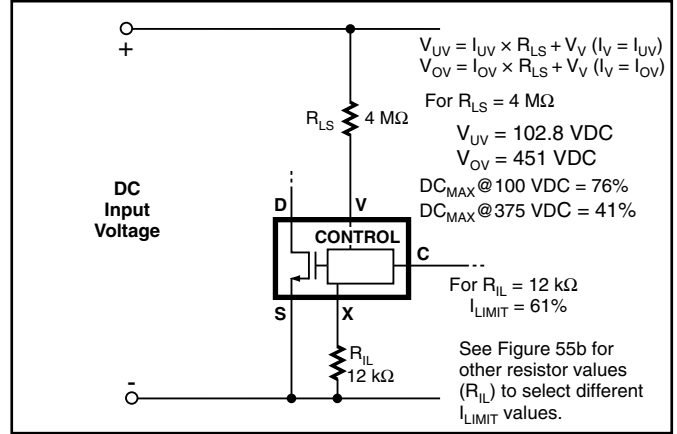 +
V_UV = I_UV × R_LS + V_V (I_V = I_UV)
V_OV = I_OV × R_LS + V_V (I_V = I_OV)
For R_LS = 4 MΩ
R_LS 4 MΩ
V_UV = 102.8 VDC
V_OV = 451 VDC
DC_MAX@100 VDC = 76%
DC_MAX@375 VDC = 41%
DC
Input
Voltage
D V
CONTROL
C
For R_IL = 12 kΩ
I_LIMIT = 61%
S X
R_IL
12 kΩ
See Figure 55b for
other resistor values
(R_IL) to select different
I_LIMIT values.
-